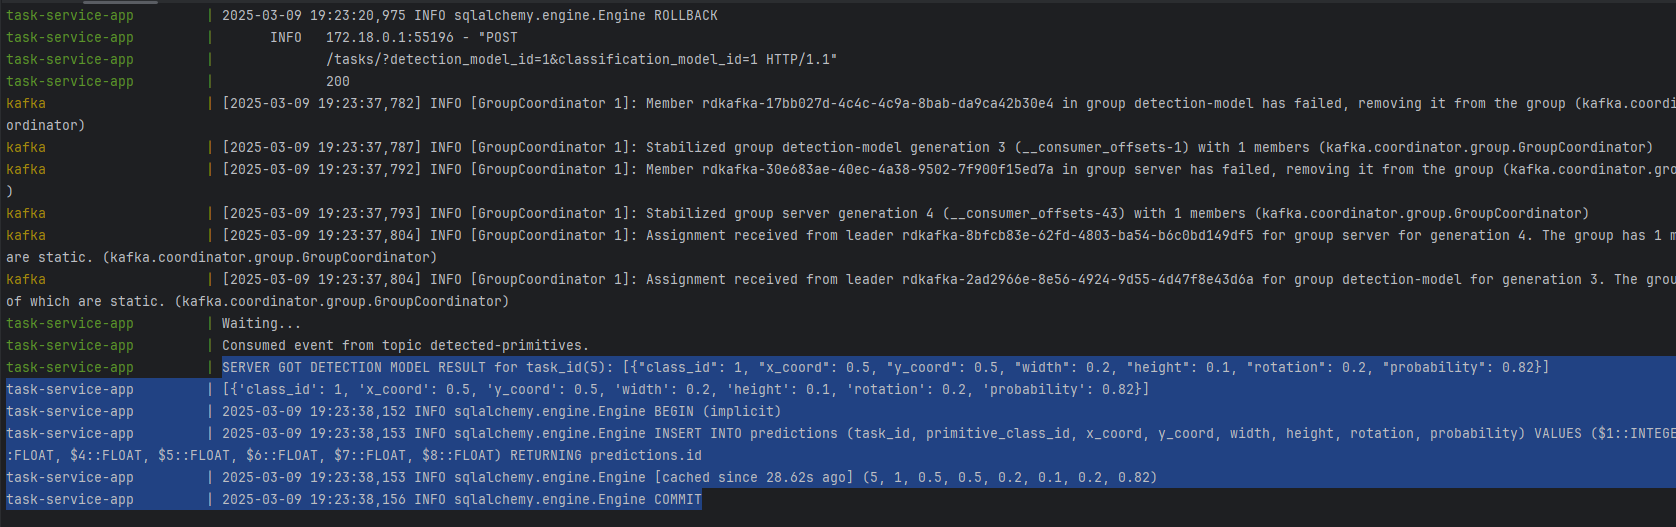 task-service-app | 2025-03-09 19:23:20,975 INFO sqlalchemy.engine.Engine ROLLBACK
task-service-app | INFO 172.18.0.1:55196 - "POST
task-service-app | /tasks/?detection_model_id=1&classification_model_id=1 HTTP/1.1"
task-service-app | 200
kafka | [2025-03-09 19:23:37,782] INFO [GroupCoordinator 1]: Member rdkafka-17bb027d-4c4c-4c9a-8bab-da9ca42b30e4 in group detection-model has failed, removing it from the group (kafka.coordi
ordinator)
kafka | [2025-03-09 19:23:37,787] INFO [GroupCoordinator 1]: Stabilized group detection-model generation 3 (__consumer_offsets-1) with 1 members (kafka.coordinator.group.GroupCoordinator)
kafka | [2025-03-09 19:23:37,792] INFO [GroupCoordinator 1]: Member rdkafka-30e683ae-40ec-4a38-9502-7f900f15ed7a in group server has failed, removing it from the group (kafka.coordinator.gro
)
kafka | [2025-03-09 19:23:37,793] INFO [GroupCoordinator 1]: Stabilized group server generation 4 (__consumer_offsets-43) with 1 members (kafka.coordinator.group.GroupCoordinator)
kafka | [2025-03-09 19:23:37,804] INFO [GroupCoordinator 1]: Assignment received from leader rdkafka-8bfcb83e-62fd-4803-ba54-b6c0bd149df5 for group server for generation 4. The group has 1 m
are static. (kafka.coordinator.group.GroupCoordinator)
kafka | [2025-03-09 19:23:37,804] INFO [GroupCoordinator 1]: Assignment received from leader rdkafka-2ad2966e-8e56-4924-9d55-4d47f8e43d6a for group detection-model for generation 3. The grou
of which are static. (kafka.coordinator.group.GroupCoordinator)
task-service-app | Waiting...
task-service-app | Consumed event from topic detected-primitives.
task-service-app | SERVER GOT DETECTION MODEL RESULT for task_id(5): [{"class_id": 1, "x_coord": 0.5, "y_coord": 0.5, "width": 0.2, "height": 0.1, "rotation": 0.2, "probability": 0.82}]
task-service-app | [{'class_id': 1, 'x_coord': 0.5, 'y_coord': 0.5, 'width': 0.2, 'height': 0.1, 'rotation': 0.2, 'probability': 0.82}]
task-service-app | 2025-03-09 19:23:38,152 INFO sqlalchemy.engine.Engine BEGIN (implicit)
task-service-app | 2025-03-09 19:23:38,153 INFO sqlalchemy.engine.Engine INSERT INTO predictions (task_id, primitive_class_id, x_coord, y_coord, width, height, rotation, probability) VALUES ($1::INTEGE
:FLOAT, $4::FLOAT, $5::FLOAT, $6::FLOAT, $7::FLOAT, $8::FLOAT) RETURNING predictions.id
task-service-app | 2025-03-09 19:23:38,153 INFO sqlalchemy.engine.Engine [cached since 28.62s ago] (5, 1, 0.5, 0.5, 0.2, 0.1, 0.2, 0.82)
task-service-app | 2025-03-09 19:23:38,156 INFO sqlalchemy.engine.Engine COMMIT